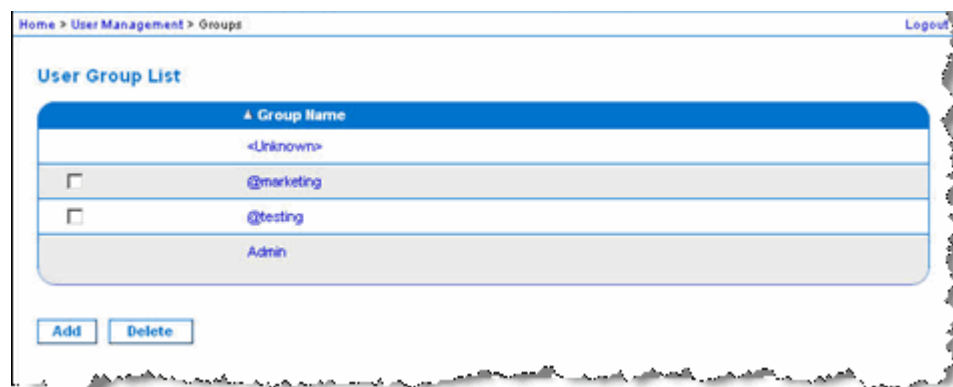 Home > User Management > Groups Logout
User Group List
▲ Group Name
<Unknown>
@marketing
@testing
Admin
Add Delete